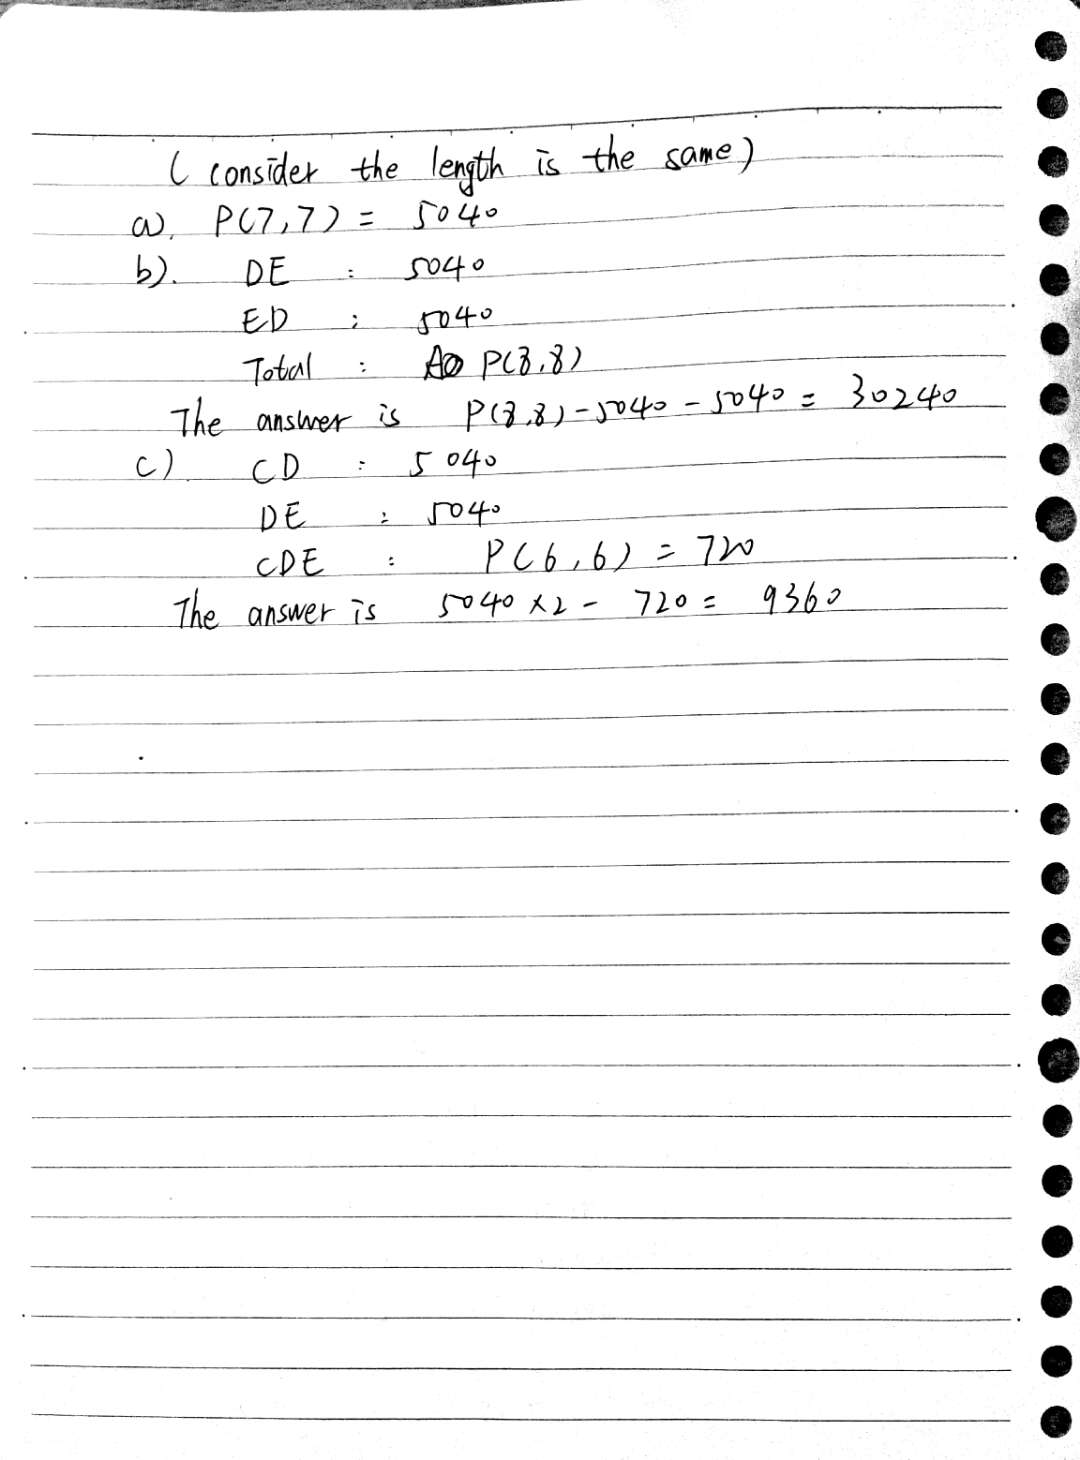 ( consider the length is the same )
a). P(7,7) = 5040
b). DE : 5040
ED : 5040
Total : P(8,8)
The answer is P(8,8) - 5040 - 5040 = 30240
c) CD : 5040
DE : 5040
CDE : P(6,6) = 720
The answer is 5040 × 2 - 720 = 9360